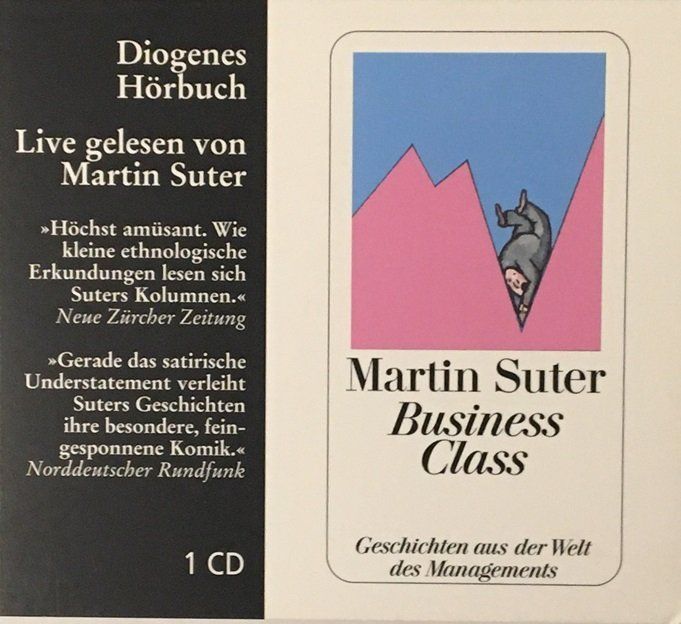 Diogenes
Hörbuch
Live gelesen von
Martin Suter
»Höchst amüsant. Wie
kleine ethnologische
Erkundungen lesen sich
Suters Kolumnen.«
Neue Zürcher Zeitung
»Gerade das satirische
Understatement verleiht
Suters Geschichten
ihre besondere, fein-
gesponnene Komik.«
Norddeutscher Rundfunk
1 CD
Martin Suter
Business
Class
Geschichten aus der Welt
des Managements